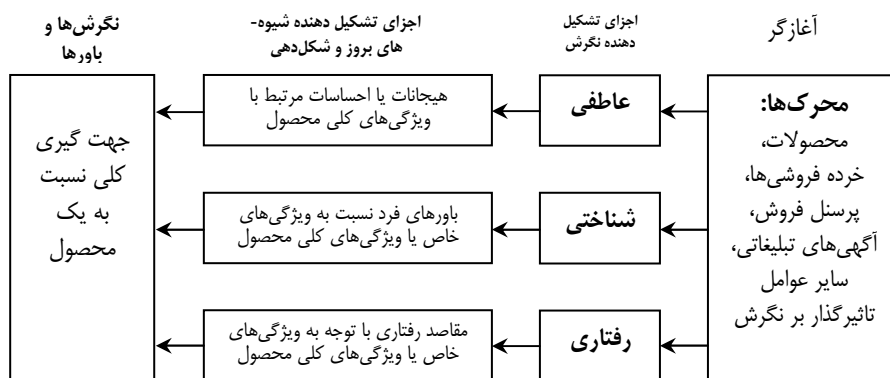 آغازگر
اجزای تشکیل
دهنده نگرش
اجزای تشکیل دهنده شیوه-
های بروز و شکل‌دهی
نگرش‌ها و
باورها
محرک‌ها:
محصولات،
خرده فروشی‌ها،
پرسنل فروش،
آگهی‌های تبلیغاتی،
سایر عوامل
تاثیرگذار بر نگرش
عاطفی
هیجانات یا احساسات مرتبط با
ویژگی‌های کلی محصول
شناختی
باورهای فرد نسبت به ویژگی‌های
خاص یا ویژگی‌های کلی محصول
رفتاری
مقاصد رفتاری با توجه به ویژگی‌های
خاص یا ویژگی‌های کلی محصول
جهت گیری
کلی نسبت
به یک
محصول